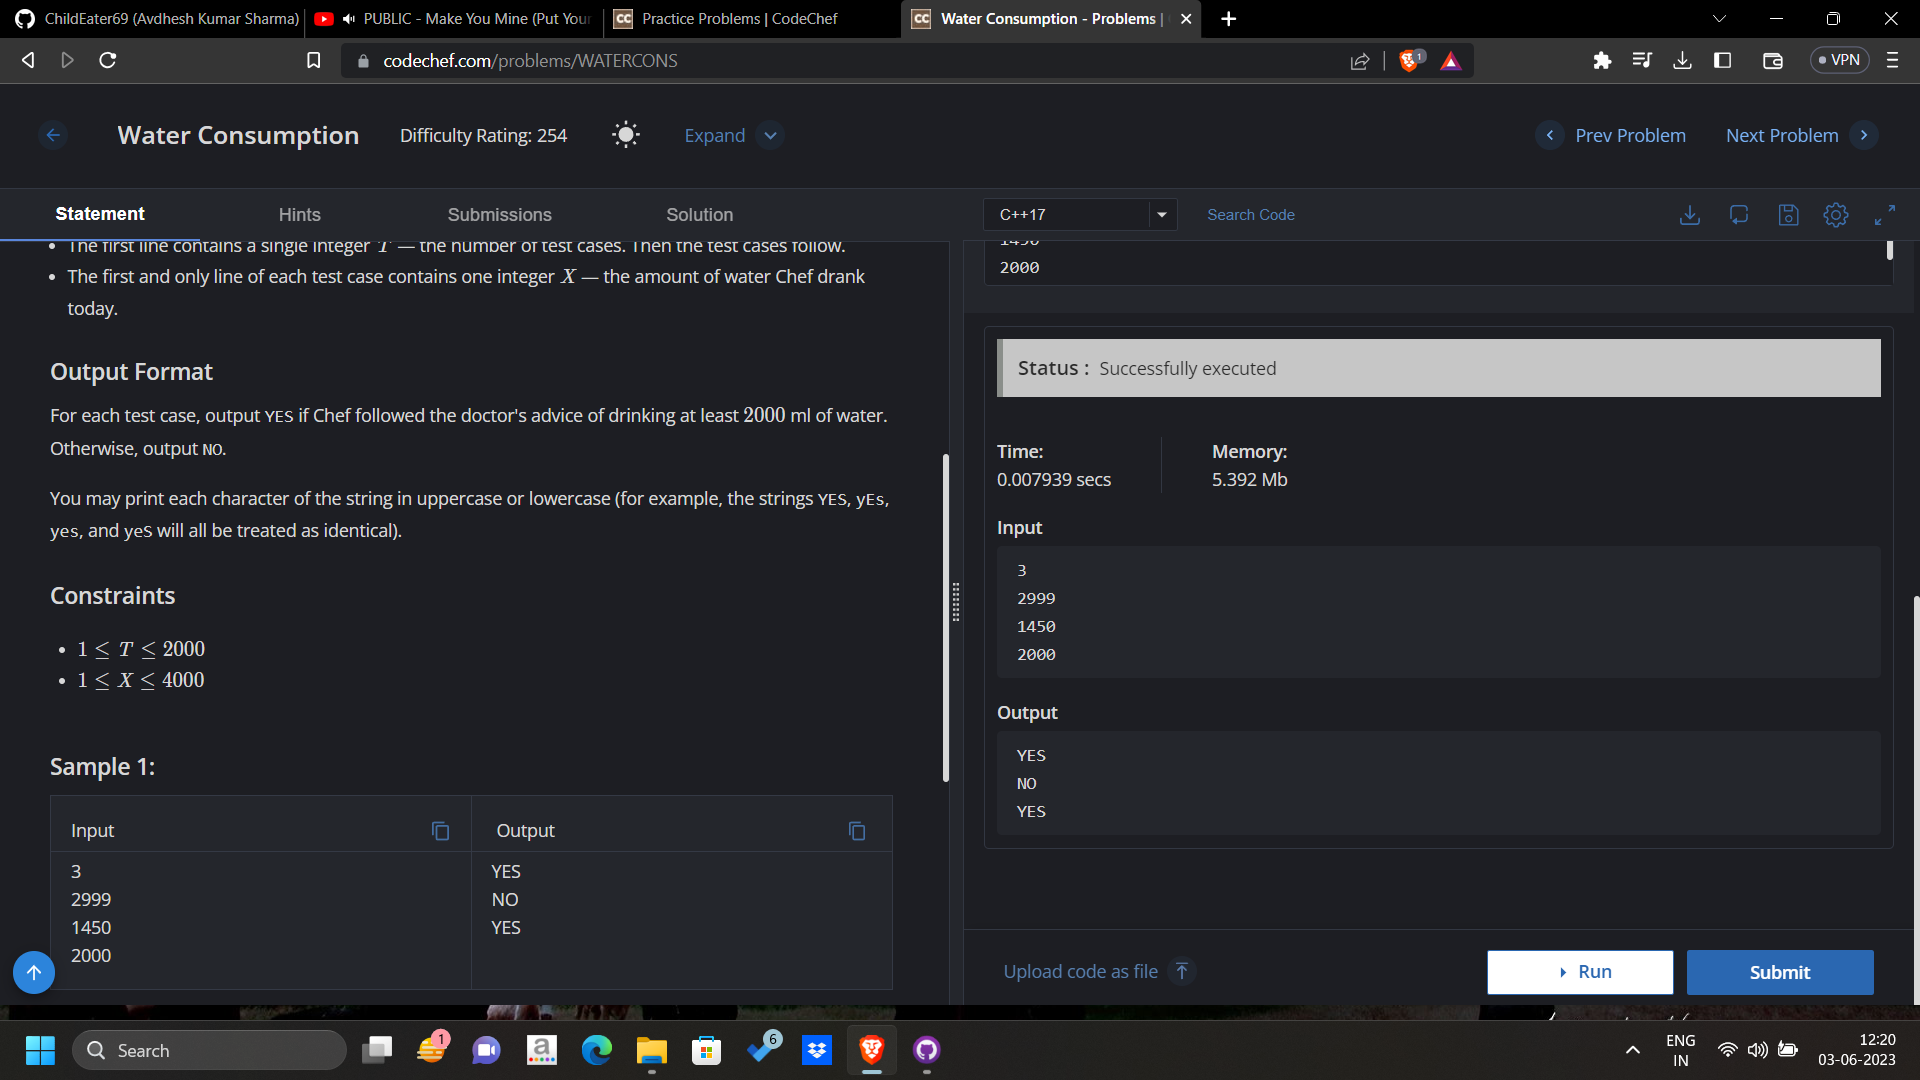 ChildEater69 (Avdhesh Kumar Sharma)
PUBLIC - Make You Mine (Put Your
CC Practice Problems | CodeChef
CC Water Consumption - Problems |
codechef.com/problems/WATERCONS
1
VPN
Water Consumption
Difficulty Rating: 254
Expand
Prev Problem
Next Problem
Statement
Hints
Submissions
Solution
C++17
Search Code
The first line contains a single integer T — the number of test cases. Then the test cases follow.
The first and only line of each test case contains one integer X — the amount of water Chef drank
today.
Output Format
For each test case, output YES if Chef followed the doctor's advice of drinking at least 2000 ml of water.
Otherwise, output NO.
You may print each character of the string in uppercase or lowercase (for example, the strings YES, yEs,
yes, and yeS will all be treated as identical).
Constraints
1 ≤ T ≤ 2000
1 ≤ X ≤ 4000
Sample 1:
Input
Output
3
2999
1450
2000
YES
NO
YES
1450
2000
Status : Successfully executed
Time:
0.007939 secs
Memory:
5.392 Mb
Input
3
2999
1450
2000
Output
YES
NO
YES
Upload code as file
Run
Submit
Search
1
a
6
ENG
IN
12:20
03-06-2023